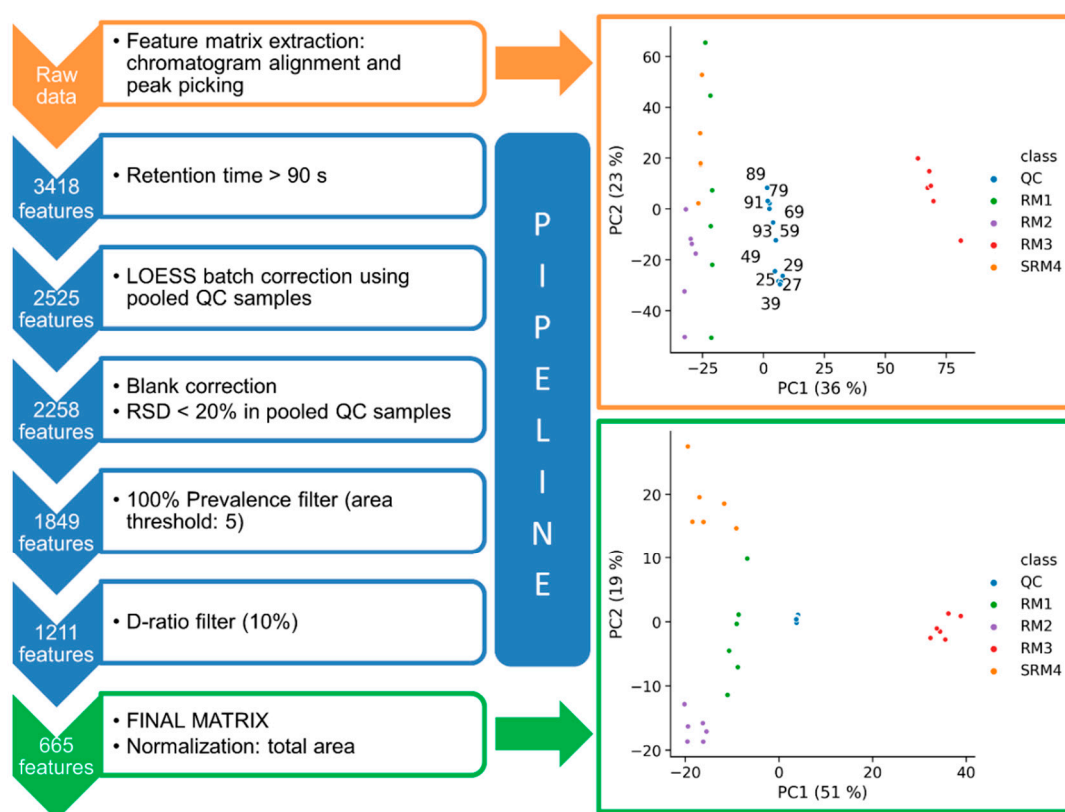 Raw
data
• Feature matrix extraction:
chromatogram alignment and
peak picking
3418
features
• Retention time > 90 s
2525
features
• LOESS batch correction using
pooled QC samples
2258
features
• Blank correction
• RSD < 20% in pooled QC samples
1849
features
• 100% Prevalence filter (area
threshold: 5)
1211
features
• D-ratio filter (10%)
665
features
• FINAL MATRIX
• Normalization: total area
P
I
P
E
L
I
N
E
PC2 (23 %)
60
40
20
0
−20
−40
89
79
91
69
93 59
49
29
25 27
39
−25
0
25
50
75
PC1 (36 %)
class
QC
RM1
RM2
RM3
SRM4
PC2 (19 %)
20
10
0
−10
−20
−20
0
20
40
PC1 (51 %)
class
QC
RM1
RM2
RM3
SRM4